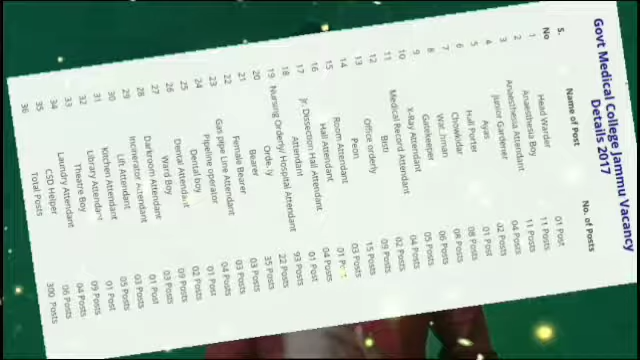 Govt Medical College Jammu Vacancy
Details 2017
S. No Name of Post No. of Posts
1 Head Warder 01 Post
2 Anaesthesia Boy 11 Posts
3 Anaesthesia Attendant 11 Posts
4 Junior Gardener 04 Posts
5 Ayas 02 Posts
6 Hull Porter 01 Post
7 Chowkidar 08 Posts
8 08 Posts
9 Gatekeeper 06 Posts
10 X-Ray Attendant 05 Posts
11 Medical Record Attendant 04 Posts
12 Bisti 02 Posts
Office orderly 09 Posts
14 Peon 15 Posts
15 Room Attendant 03 Posts
16 Hall Attendant 01
17 Jr. Dissection Hall Attendant 04 Posts
18 Attendant 01 Post
19 Nursing Orderly/ Hospital Attendant 93 Posts
20 22 Posts
21 Bearer 35 Posts
22 Female Bearer 03 Posts
23 Gas pipe Line Attendant 03 Posts
24 Pipeline operator 04 Posts
25 Dental boy 01 Post
26 Dental Attendant 02 Posts
27 Ward Boy 09 Posts
28 Darkroom Attendant 03 Posts
29 Incinerator Attendant 01 Post
30 Lift Attendant 03 Posts
31 Kitchen Attendant 05 Posts
32 Library Attendant 01 Post
33 Theatre Boy 09 Posts
34 Laundry Attendant 04 Posts
35 CSD Helper 06 Posts
36 Total Posts 300 Posts